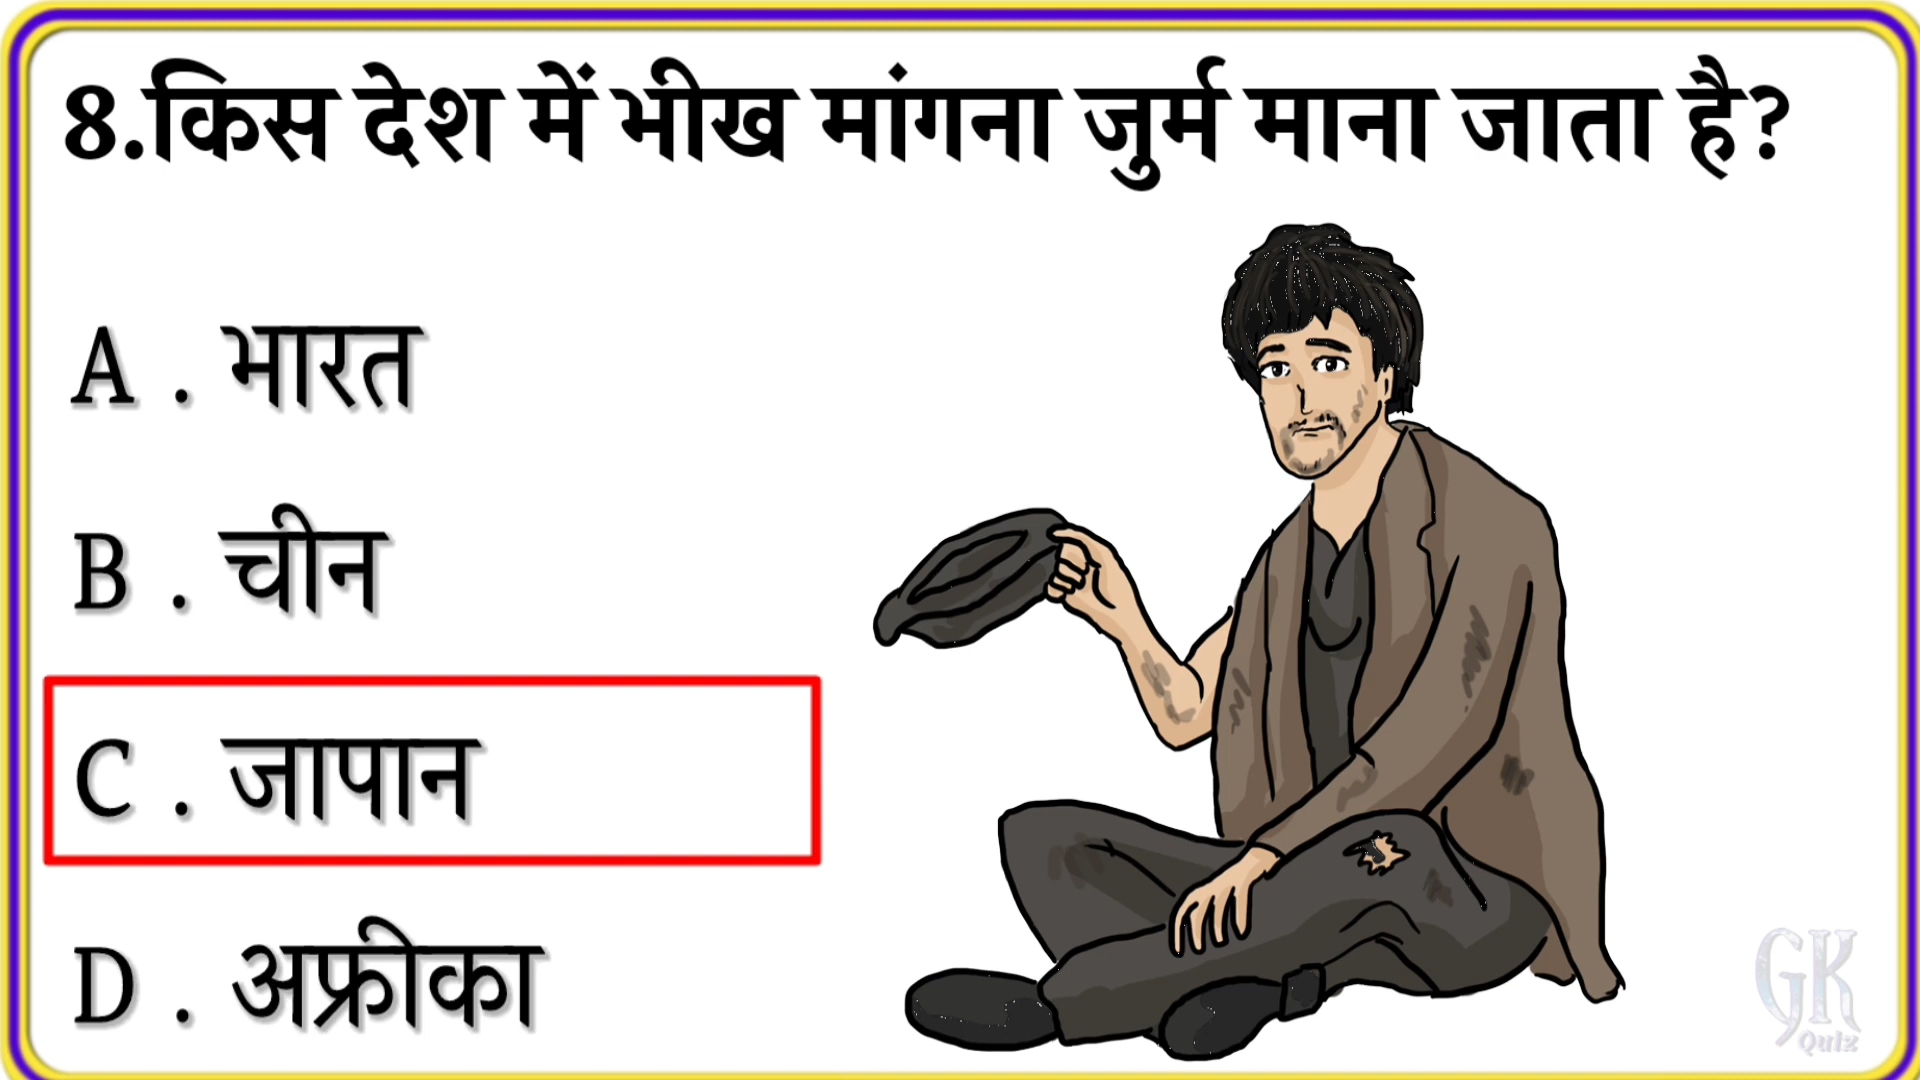 8.किस देश में भीख मांगना जुर्म माना जाता है?
A . भारत
B . चीन
C . जापान
D . अफ्रीका
GK
Quiz